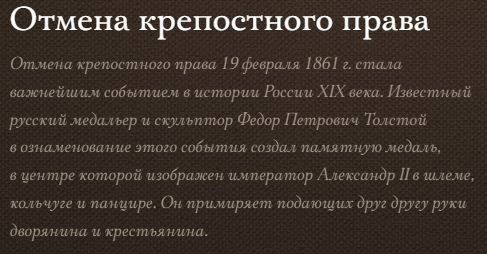 Отмена крепостного права
Отмена крепостного права 19 февраля 1861 г. стала
важнейшим событием в истории России XIX века. Известный
русский медальер и скульптор Федор Петрович Толстой
в ознаменование этого события создал памятную медаль,
в центре которой изображен император Александр II в шлеме,
кольчуге и панцире. Он примиряет подающих друг другу руки
дворянина и крестьянина.